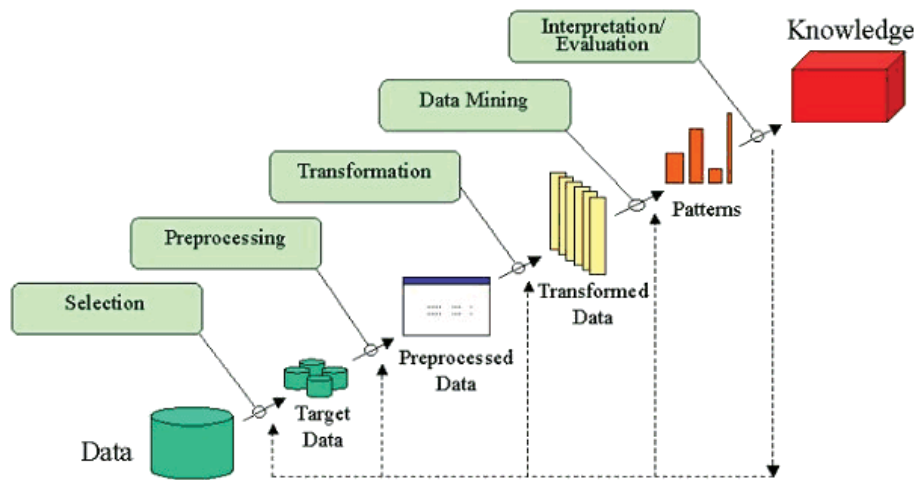 Interpretation/
Evaluation
Knowledge
Data Mining
Transformation
Patterns
Preprocessing
Transformed
Data
Selection
Preprocessed
Data
Target
Data
Data